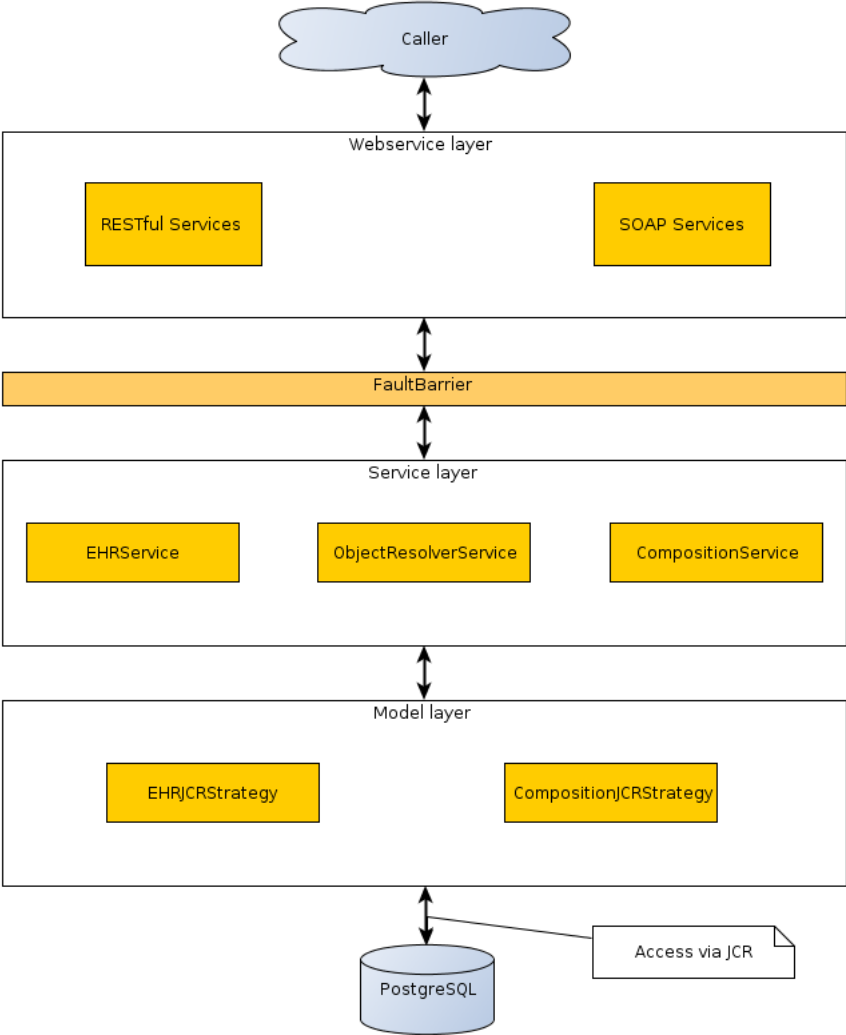 Caller
Webservice layer
RESTful Services
SOAP Services
FaultBarrier
Service layer
EHRService
ObjectResolverService
CompositionService
Model layer
EHRJCRStrategy
CompositionJCRStrategy
Access via JCR
PostgreSQL